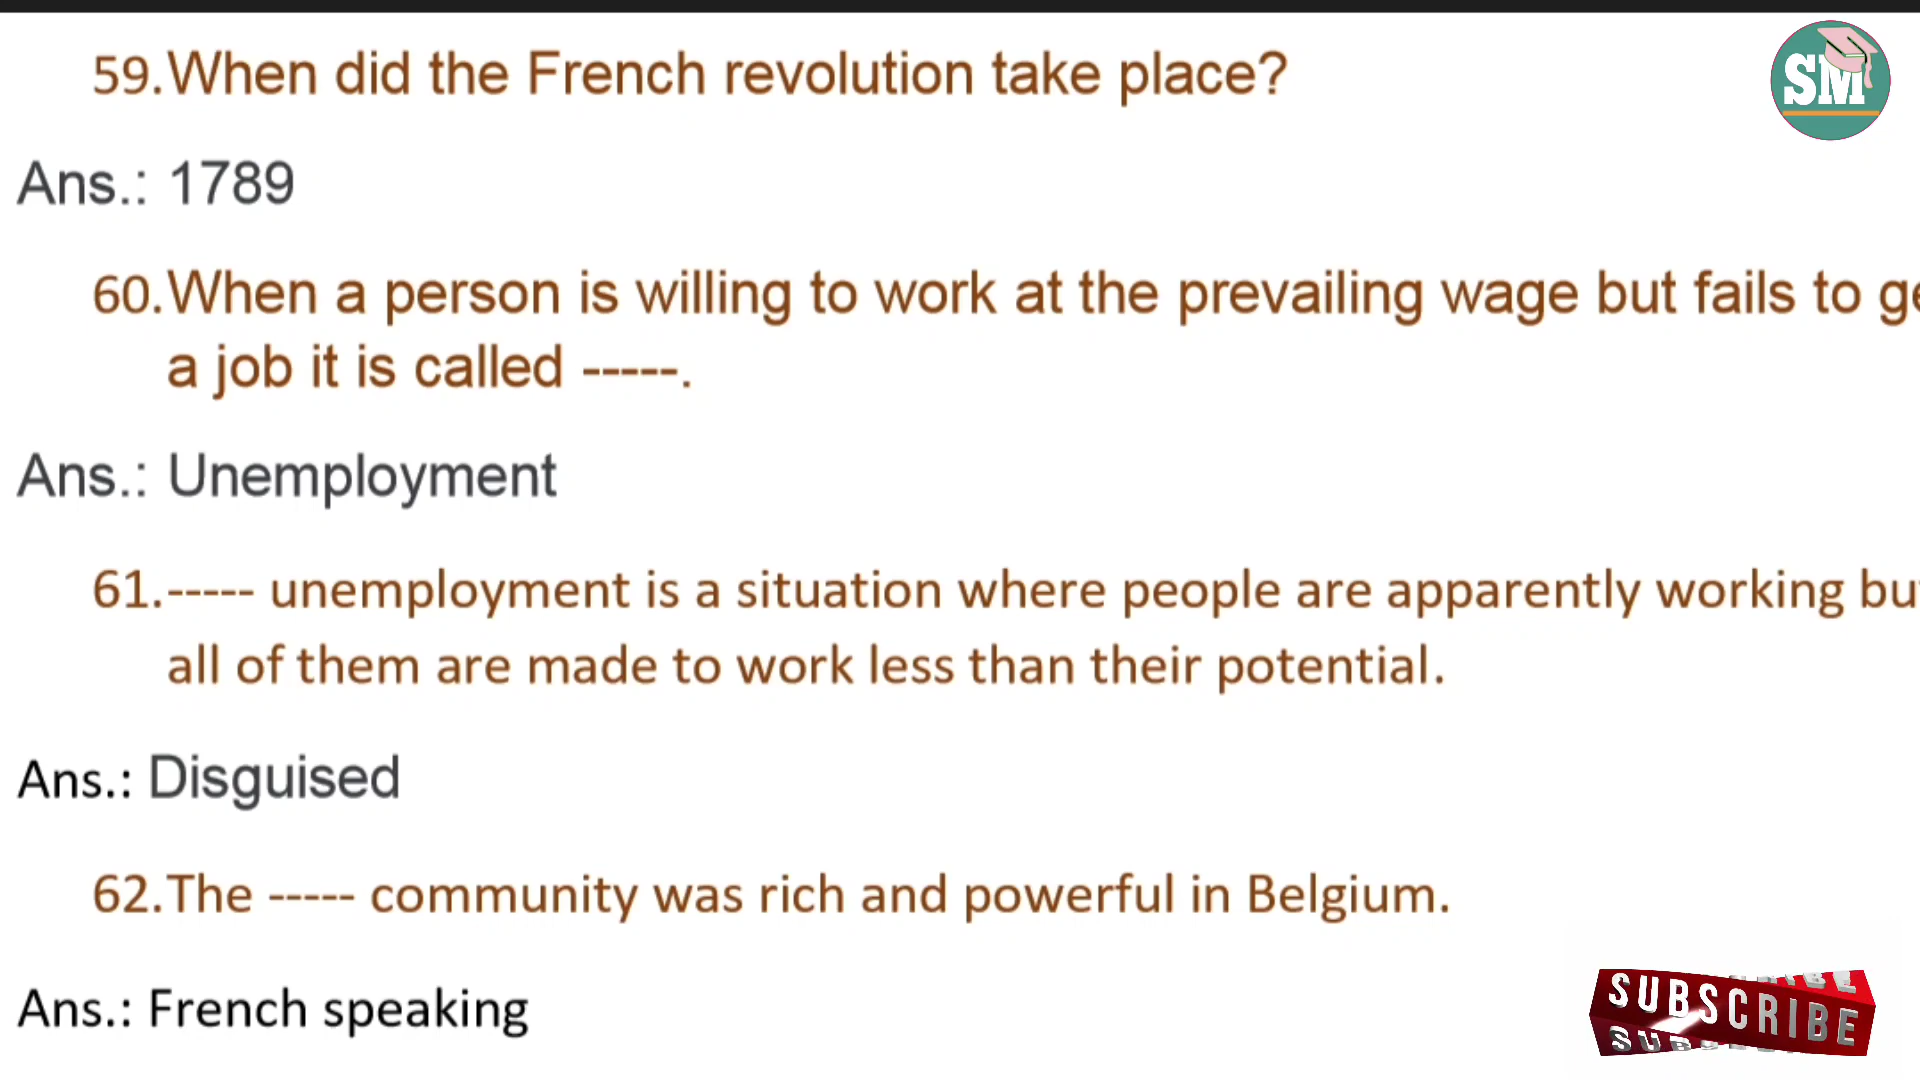 59.When did the French revolution take place?
SM
Ans.: 1789
60.When a person is willing to work at the prevailing wage but fails to
a job it is called -----.
Ans.: Unemployment
61.----- unemployment is a situation where people are apparently working
all of them are made to work less than their potential.
Ans.: Disguised
62.The ----- community was rich and powerful in Belgium.
Ans.: French speaking
SUBSCRIBE